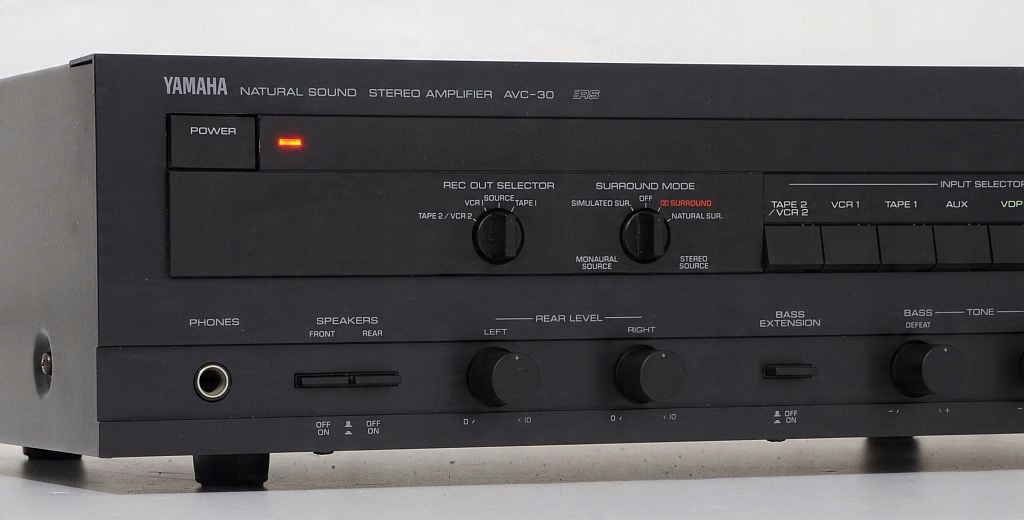 YAMAHA NATURAL SOUND STEREO AMPLIFIER AVC-30 RS
POWER
REC OUT SELECTOR
SOURCE
VCR 1 TAPE 1
TAPE 2 / VCR 2
SURROUND MODE
OFF
SIMULATED SUR. DD SURROUND
NATURAL SUR.
MONAURAL SOURCE
STEREO SOURCE
INPUT SELECTOR
TAPE 2 / VCR 2 VCR 1 TAPE 1 AUX VDP
PHONES
SPEAKERS
FRONT REAR
OFF OFF
ON ON
REAR LEVEL
LEFT RIGHT
0 10 0 10
BASS EXTENSION
OFF
ON
BASS TONE
DEFEAT
- +